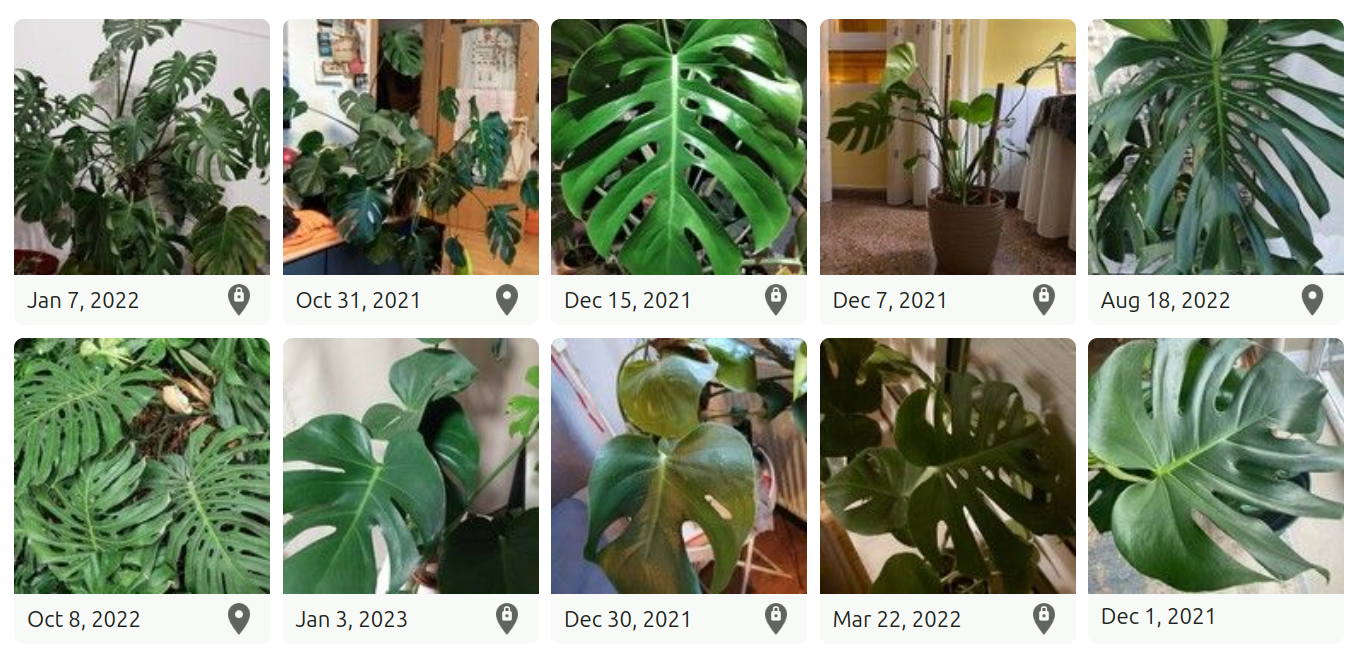 Jan 7, 2022
Oct 31, 2021
Dec 15, 2021
Dec 7, 2021
Aug 18, 2022
Oct 8, 2022
Jan 3, 2023
Dec 30, 2021
Mar 22, 2022
Dec 1, 2021